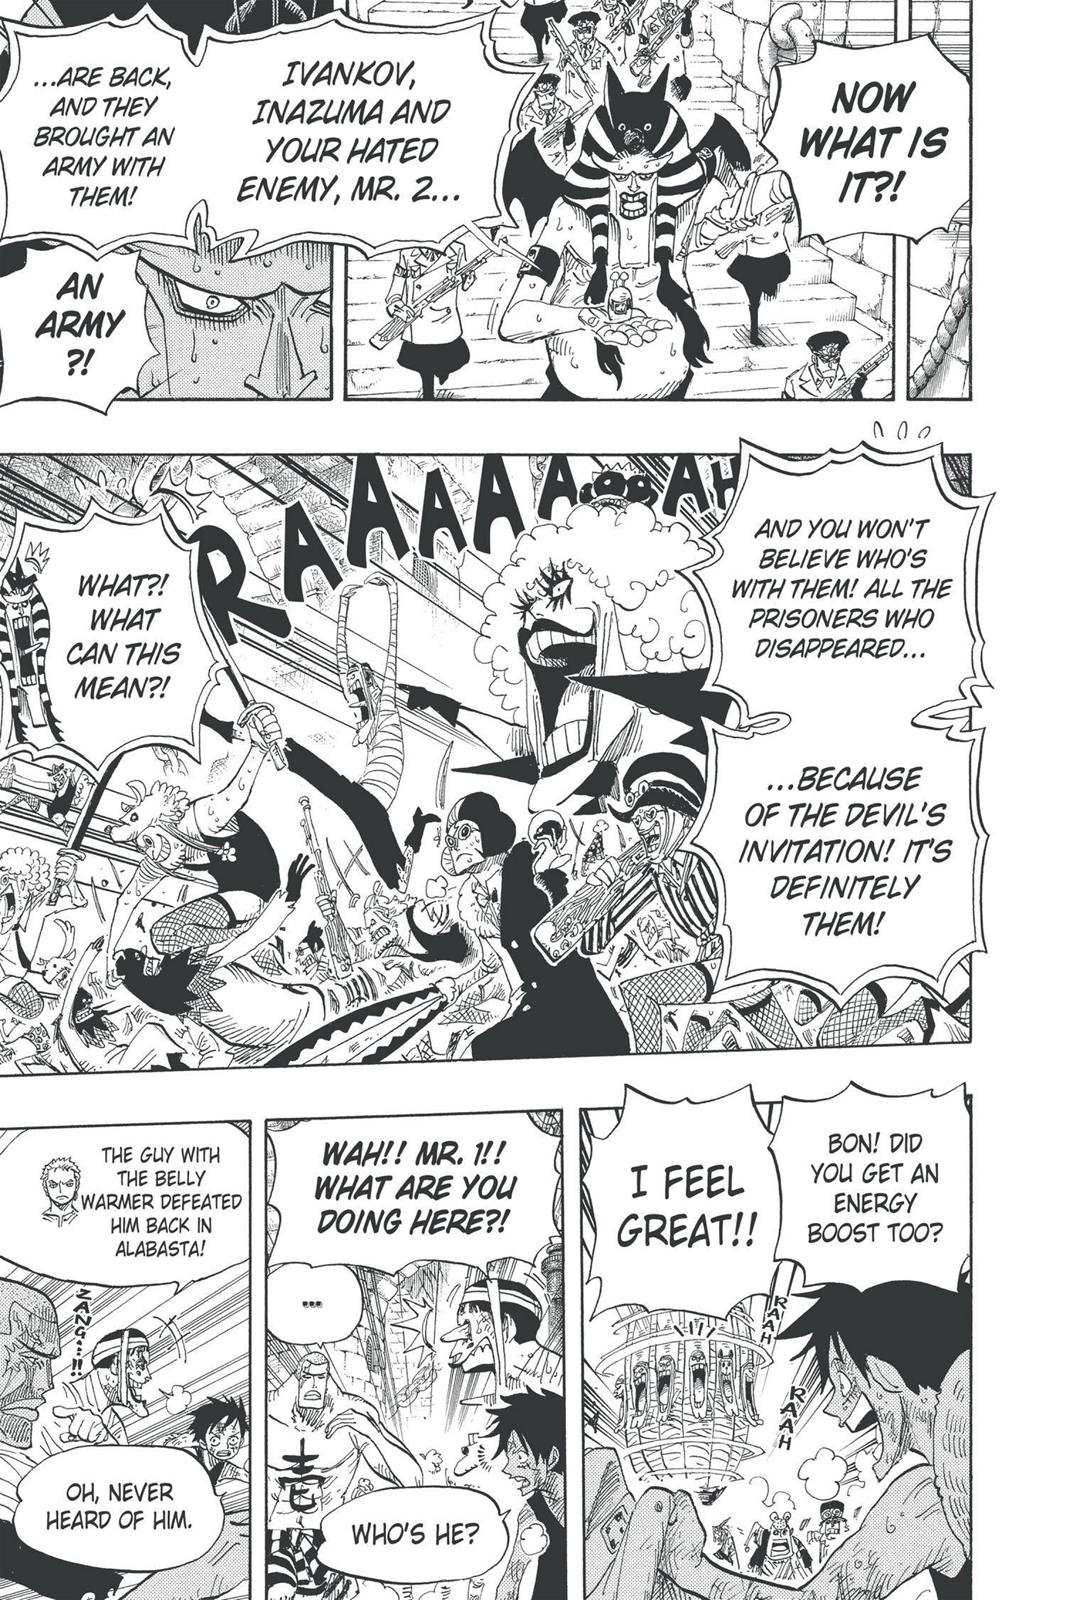 NOW
WHAT IS
IT?!
IVANKOV,
INAZUMA AND
YOUR HATED
ENEMY, MR. 2...
...ARE BACK,
AND THEY
BROUGHT AN
ARMY WITH
THEM!
AN
ARMY
?!
AND YOU WON'T
BELIEVE WHO'S
WITH THEM! ALL THE
PRISONERS WHO
DISAPPEARED...
...BECAUSE
OF THE DEVIL'S
INVITATION! IT'S
DEFINITELY
THEM!
RAAAAAAH
WHAT?!
WHAT
CAN THIS
MEAN?!
BON! DID
YOU GET AN
ENERGY
BOOST TOO?
I FEEL
GREAT!!
RAAH
RAAH
WAH!! MR. 1!!
WHAT ARE YOU
DOING HERE?!
...
壱
WHO'S HE?
THE GUY WITH
THE BELLY
WARMER DEFEATED
HIM BACK IN
ALABASTA!
ZANG...!!
OH, NEVER
HEARD OF HIM.